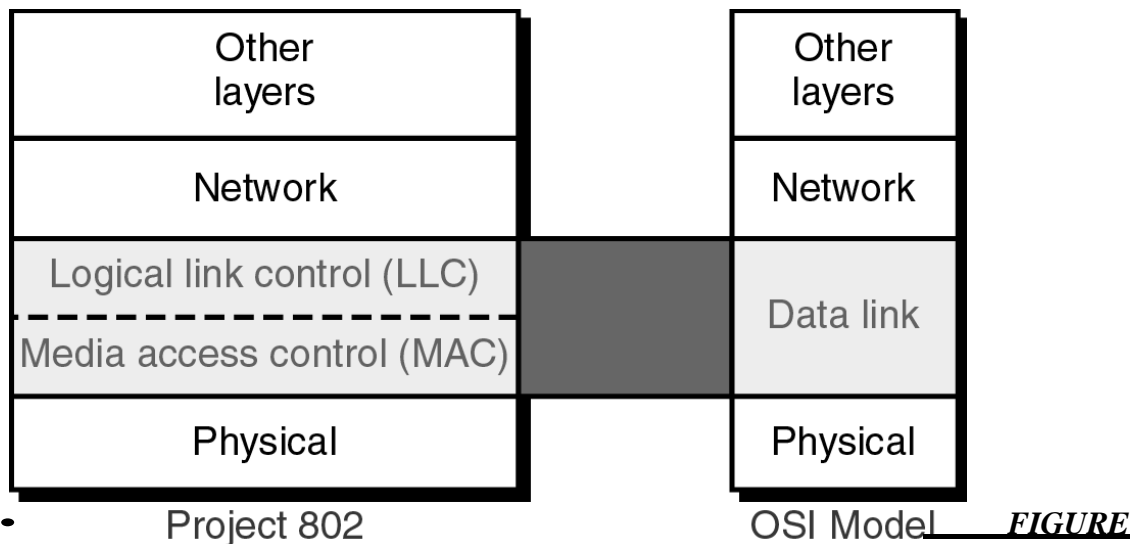 Other
layers
Network
Logical link control (LLC)
Media access control (MAC)
Physical
Project 802
Other
layers
Network
Data link
Physical
OSI Model
FIGURE